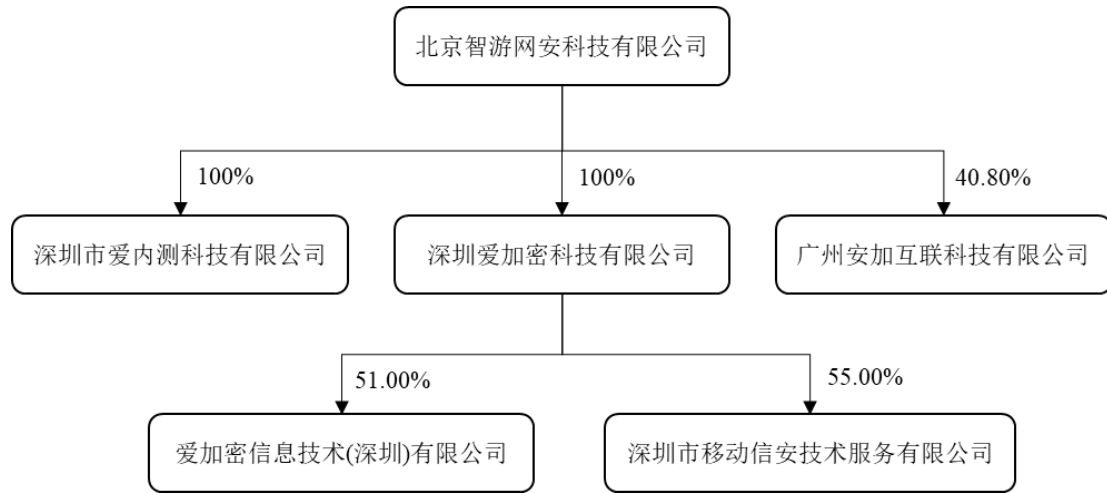 北京智游网安科技有限公司
100%
100%
40.80%
深圳市爱内测科技有限公司
深圳爱加密科技有限公司
广州安加互联科技有限公司
51.00%
55.00%
爱加密信息技术(深圳)有限公司
深圳市移动信安技术服务有限公司